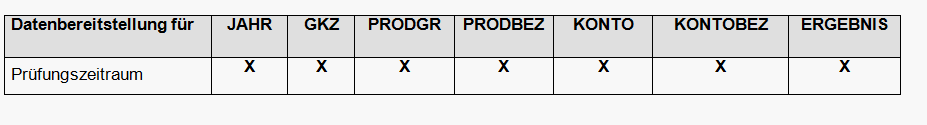 Datenbereitstellung für JAHR GKZ PRODGR PRODBEZ KONTO KONTOBEZ ERGEBNIS
Prüfungszeitraum X X X X X X X